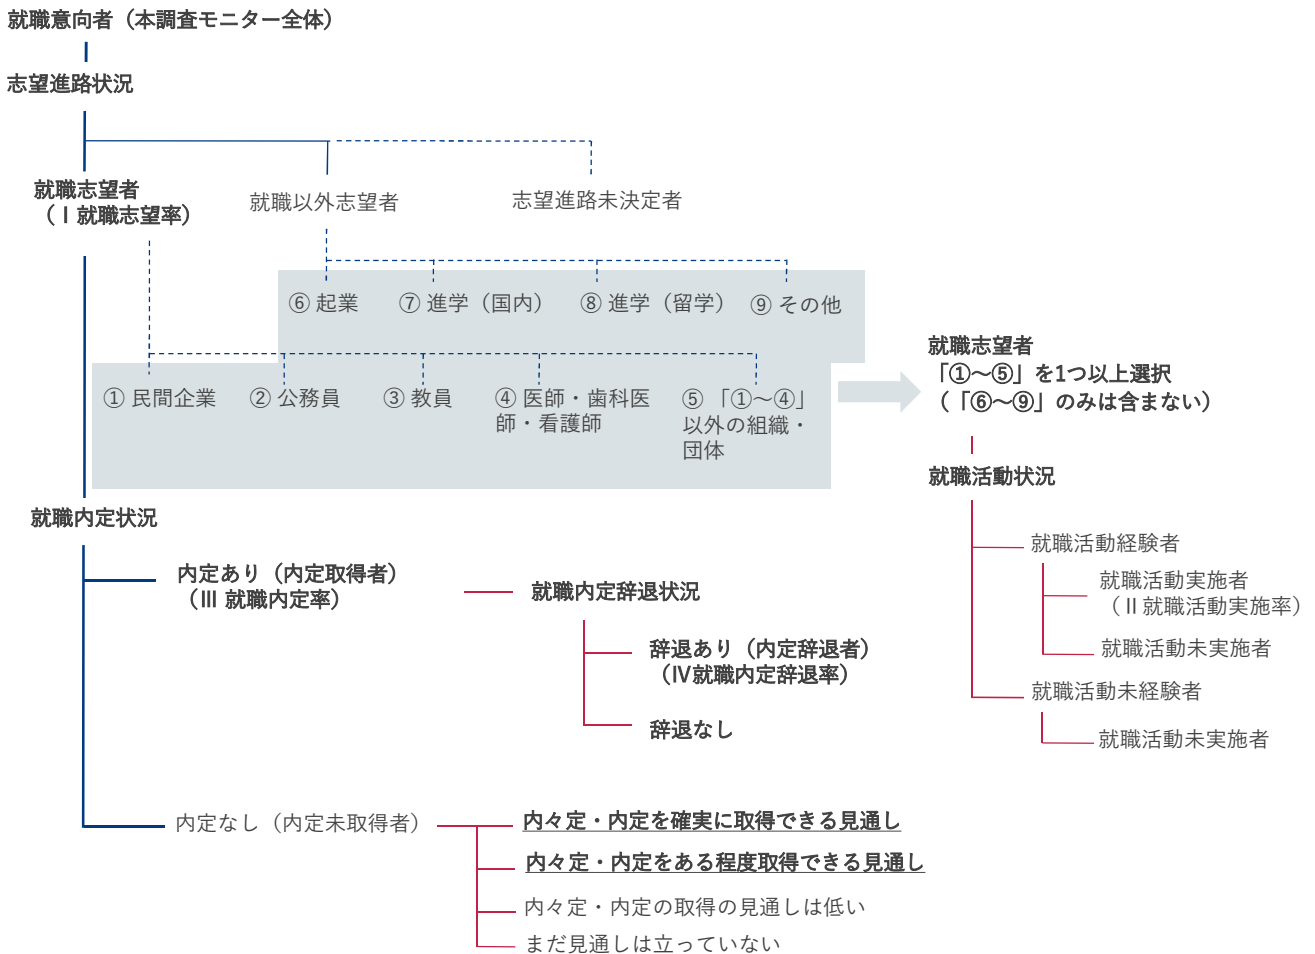 就職意向者（本調査モニター全体）
志望進路状況
就職志望者
（Ⅰ就職志望率）
就職以外志望者
志望進路未決定者
⑥ 起業
⑦ 進学（国内）
⑧ 進学（留学）
⑨ その他
① 民間企業
② 公務員
③ 教員
④ 医師・歯科医
師・看護師
⑤ 「①～④」
以外の組織・
団体
就職志望者
「①～⑤」を1つ以上選択
（「⑥～⑨」のみは含まない）
就職活動状況
就職活動経験者
就職活動実施者
（Ⅱ就職活動実施率）
就職活動未実施者
就職活動未経験者
就職活動未実施者
就職内定状況
内定あり（内定取得者）
（Ⅲ 就職内定率）
就職内定辞退状況
辞退あり（内定辞退者）
（Ⅳ就職内定辞退率）
辞退なし
内定なし（内定未取得者）
内々定・内定を確実に取得できる見通し
内々定・内定をある程度取得できる見通し
内々定・内定の取得の見通しは低い
まだ見通しは立っていない